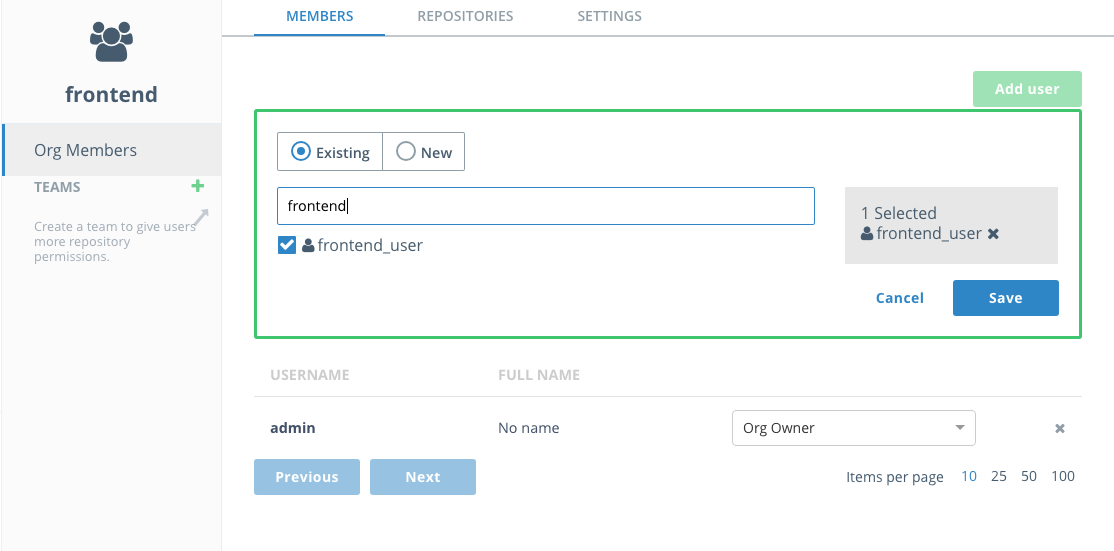 MEMBERS REPOSITORIES SETTINGS
frontend
Org Members
TEAMS
Create a team to give users
more repository
permissions.
Add user
Existing New
frontend
frontend_user
1 Selected
frontend_user
Cancel Save
USERNAME FULL NAME
admin No name Org Owner
Previous Next Items per page 10 25 50 100